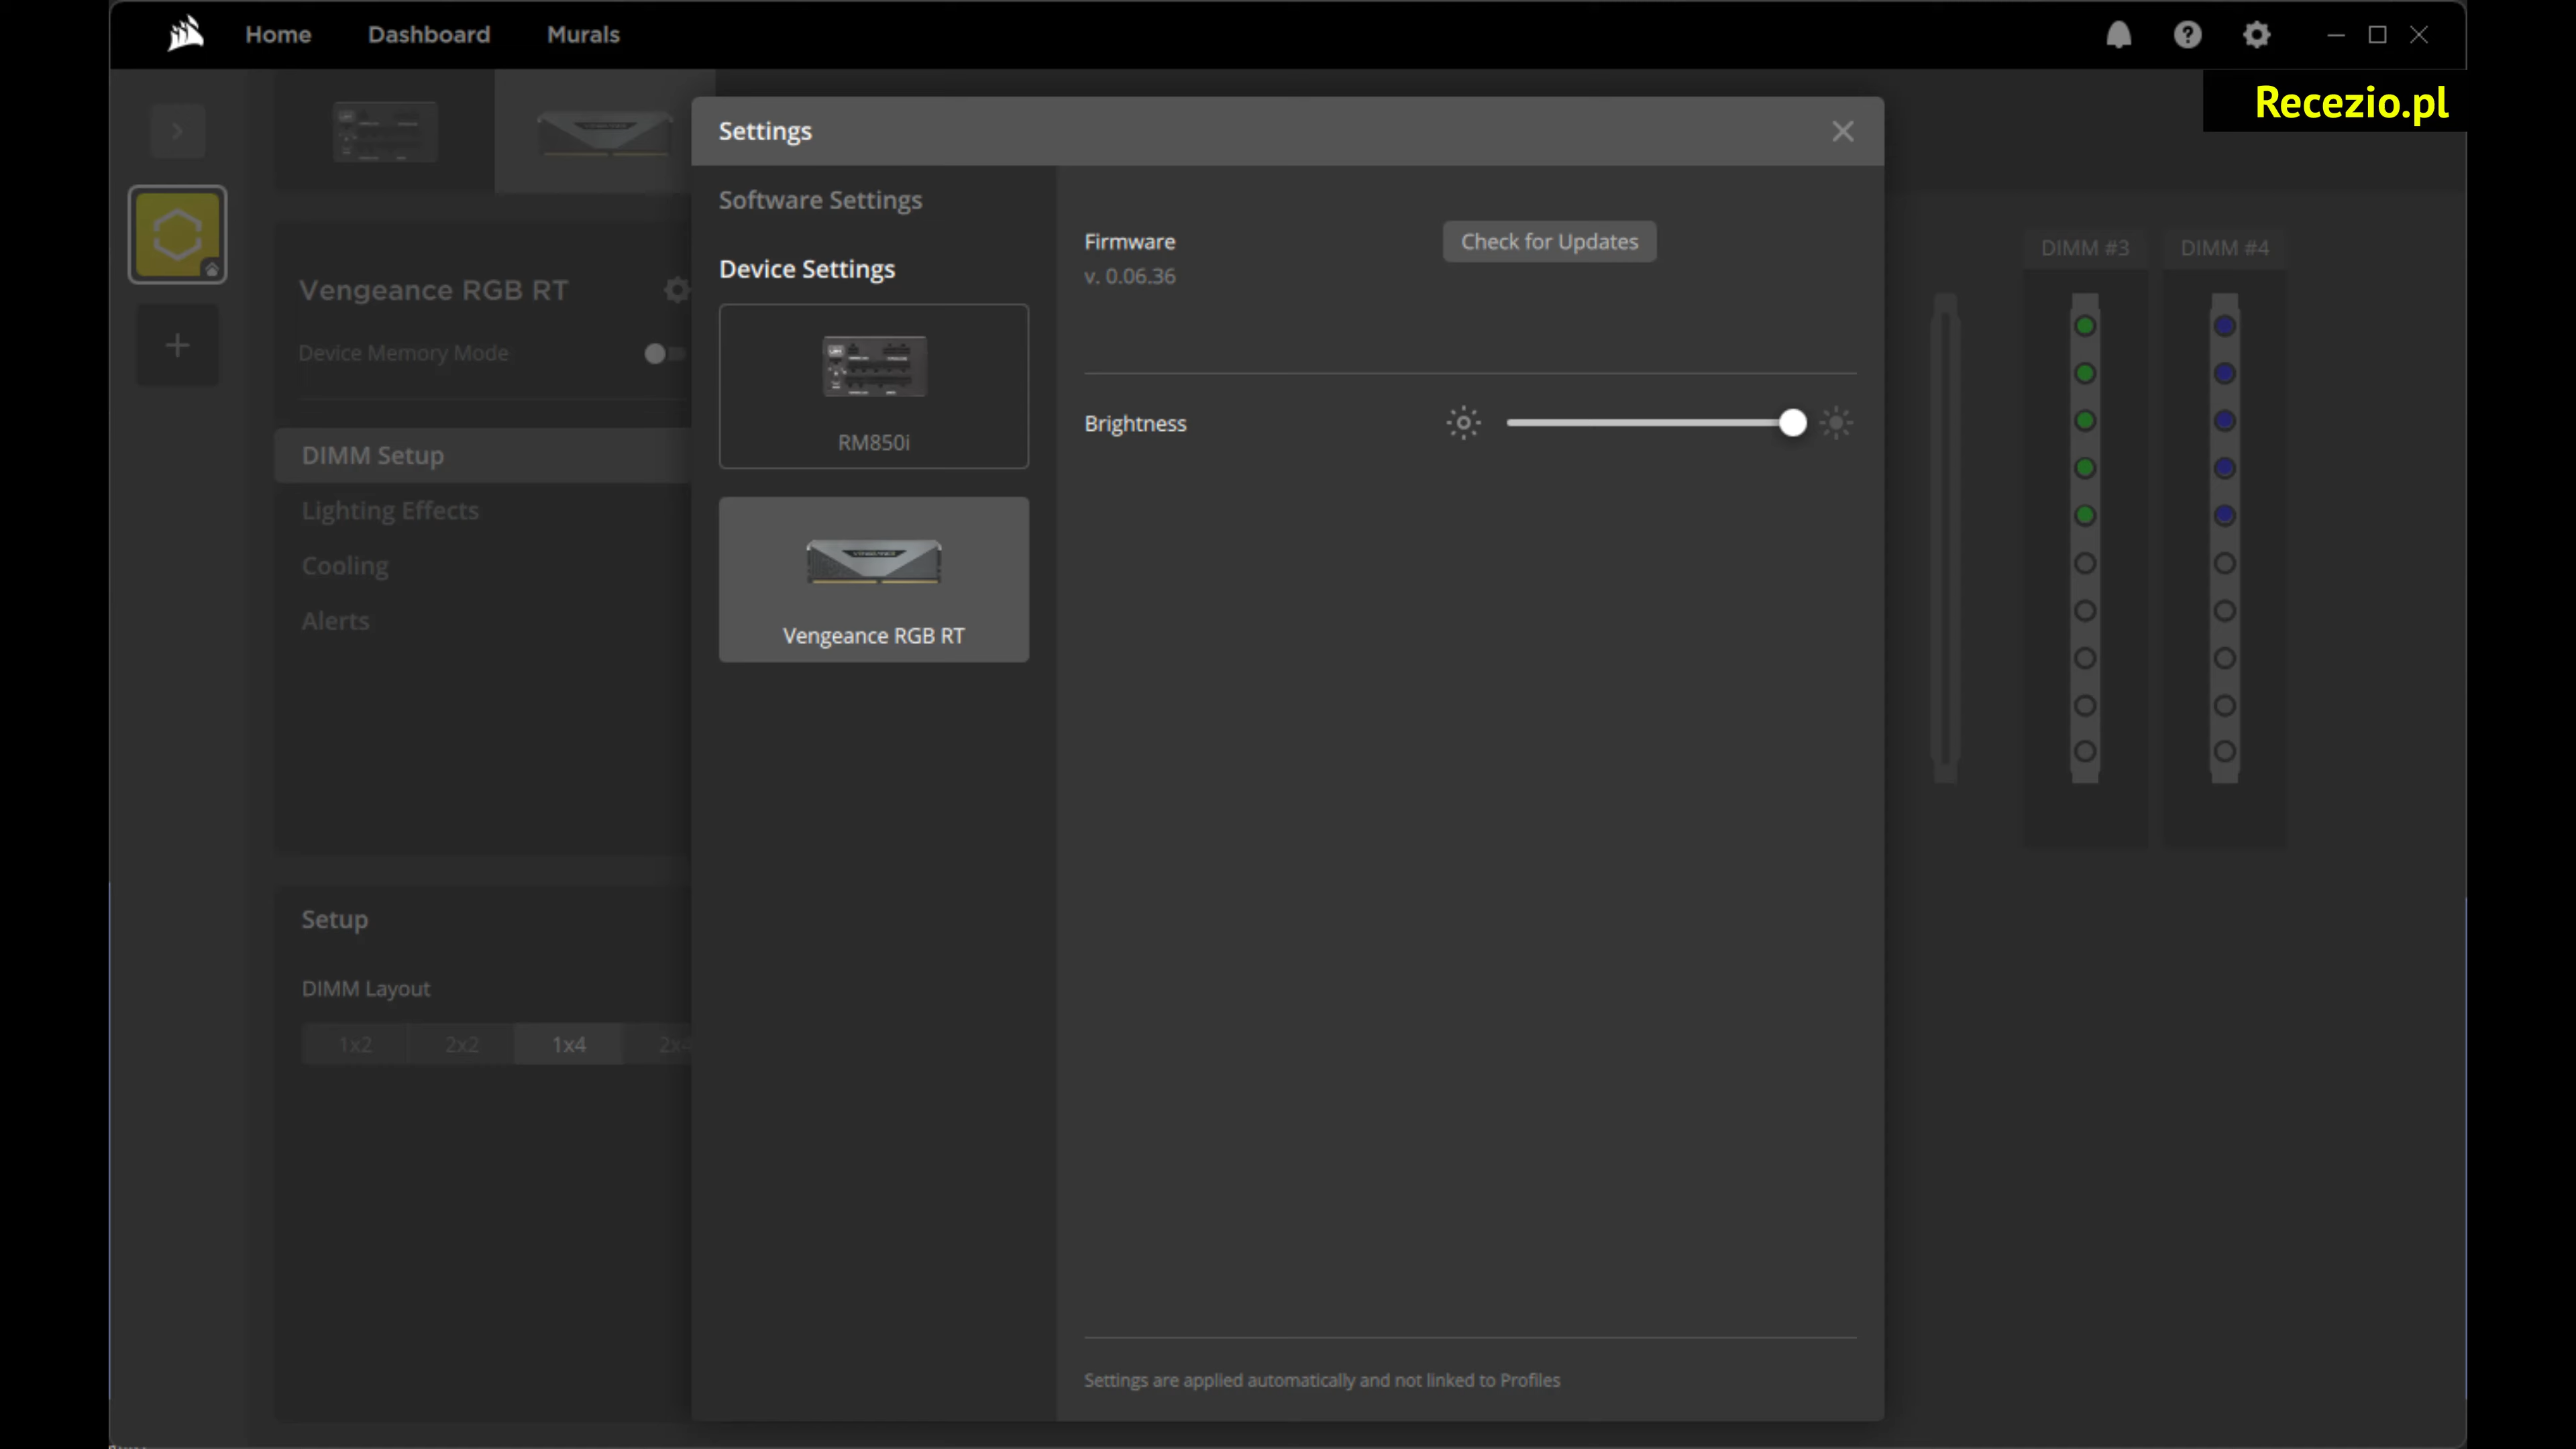 Home Dashboard Murals
Recezio.pl
Settings
Software Settings
Device Settings
RM850i
Vengeance RGB RT
Firmware
Check for Updates
v. 0.06.36
Brightness
Settings are applied automatically and not linked to Profiles
Vengeance RGB RT
Device Memory Mode
DIMM Setup
Lighting Effects
Cooling
Alerts
Setup
DIMM Layout
1x2 2x2 1x4 2x4
DIMM #3 DIMM #4